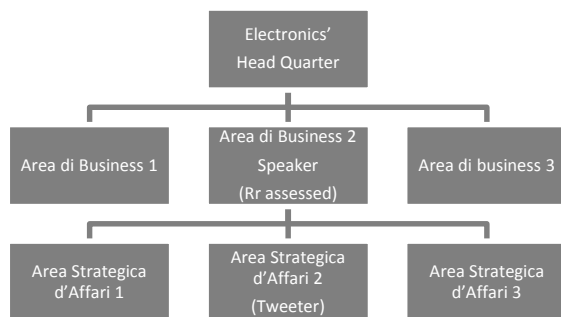 Electronics'
Head Quarter
Area di Business 1
Area di Business 2
Speaker
(Rr assessed)
Area di business 3
Area Strategica
d'Affari 1
Area Strategica
d'Affari 2
(Tweeter)
Area Strategica
d'Affari 3